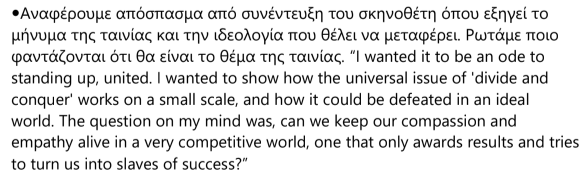 •Αναφέρουμε απόσπασμα από συνέντευξη του σκηνοθέτη όπου εξηγεί το
μήνυμα της ταινίας και την ιδεολογία που θέλει να μεταφέρει. Ρωτάμε ποιο
φαντάζονται ότι θα είναι το θέμα της ταινίας. “I wanted it to be an ode to
standing up, united. I wanted to show how the universal issue of 'divide and
conquer' works on a small scale, and how it could be defeated in an ideal
world. The question on my mind was, can we keep our compassion and
empathy alive in a very competitive world, one that only awards results and tries
to turn us into slaves of success?”